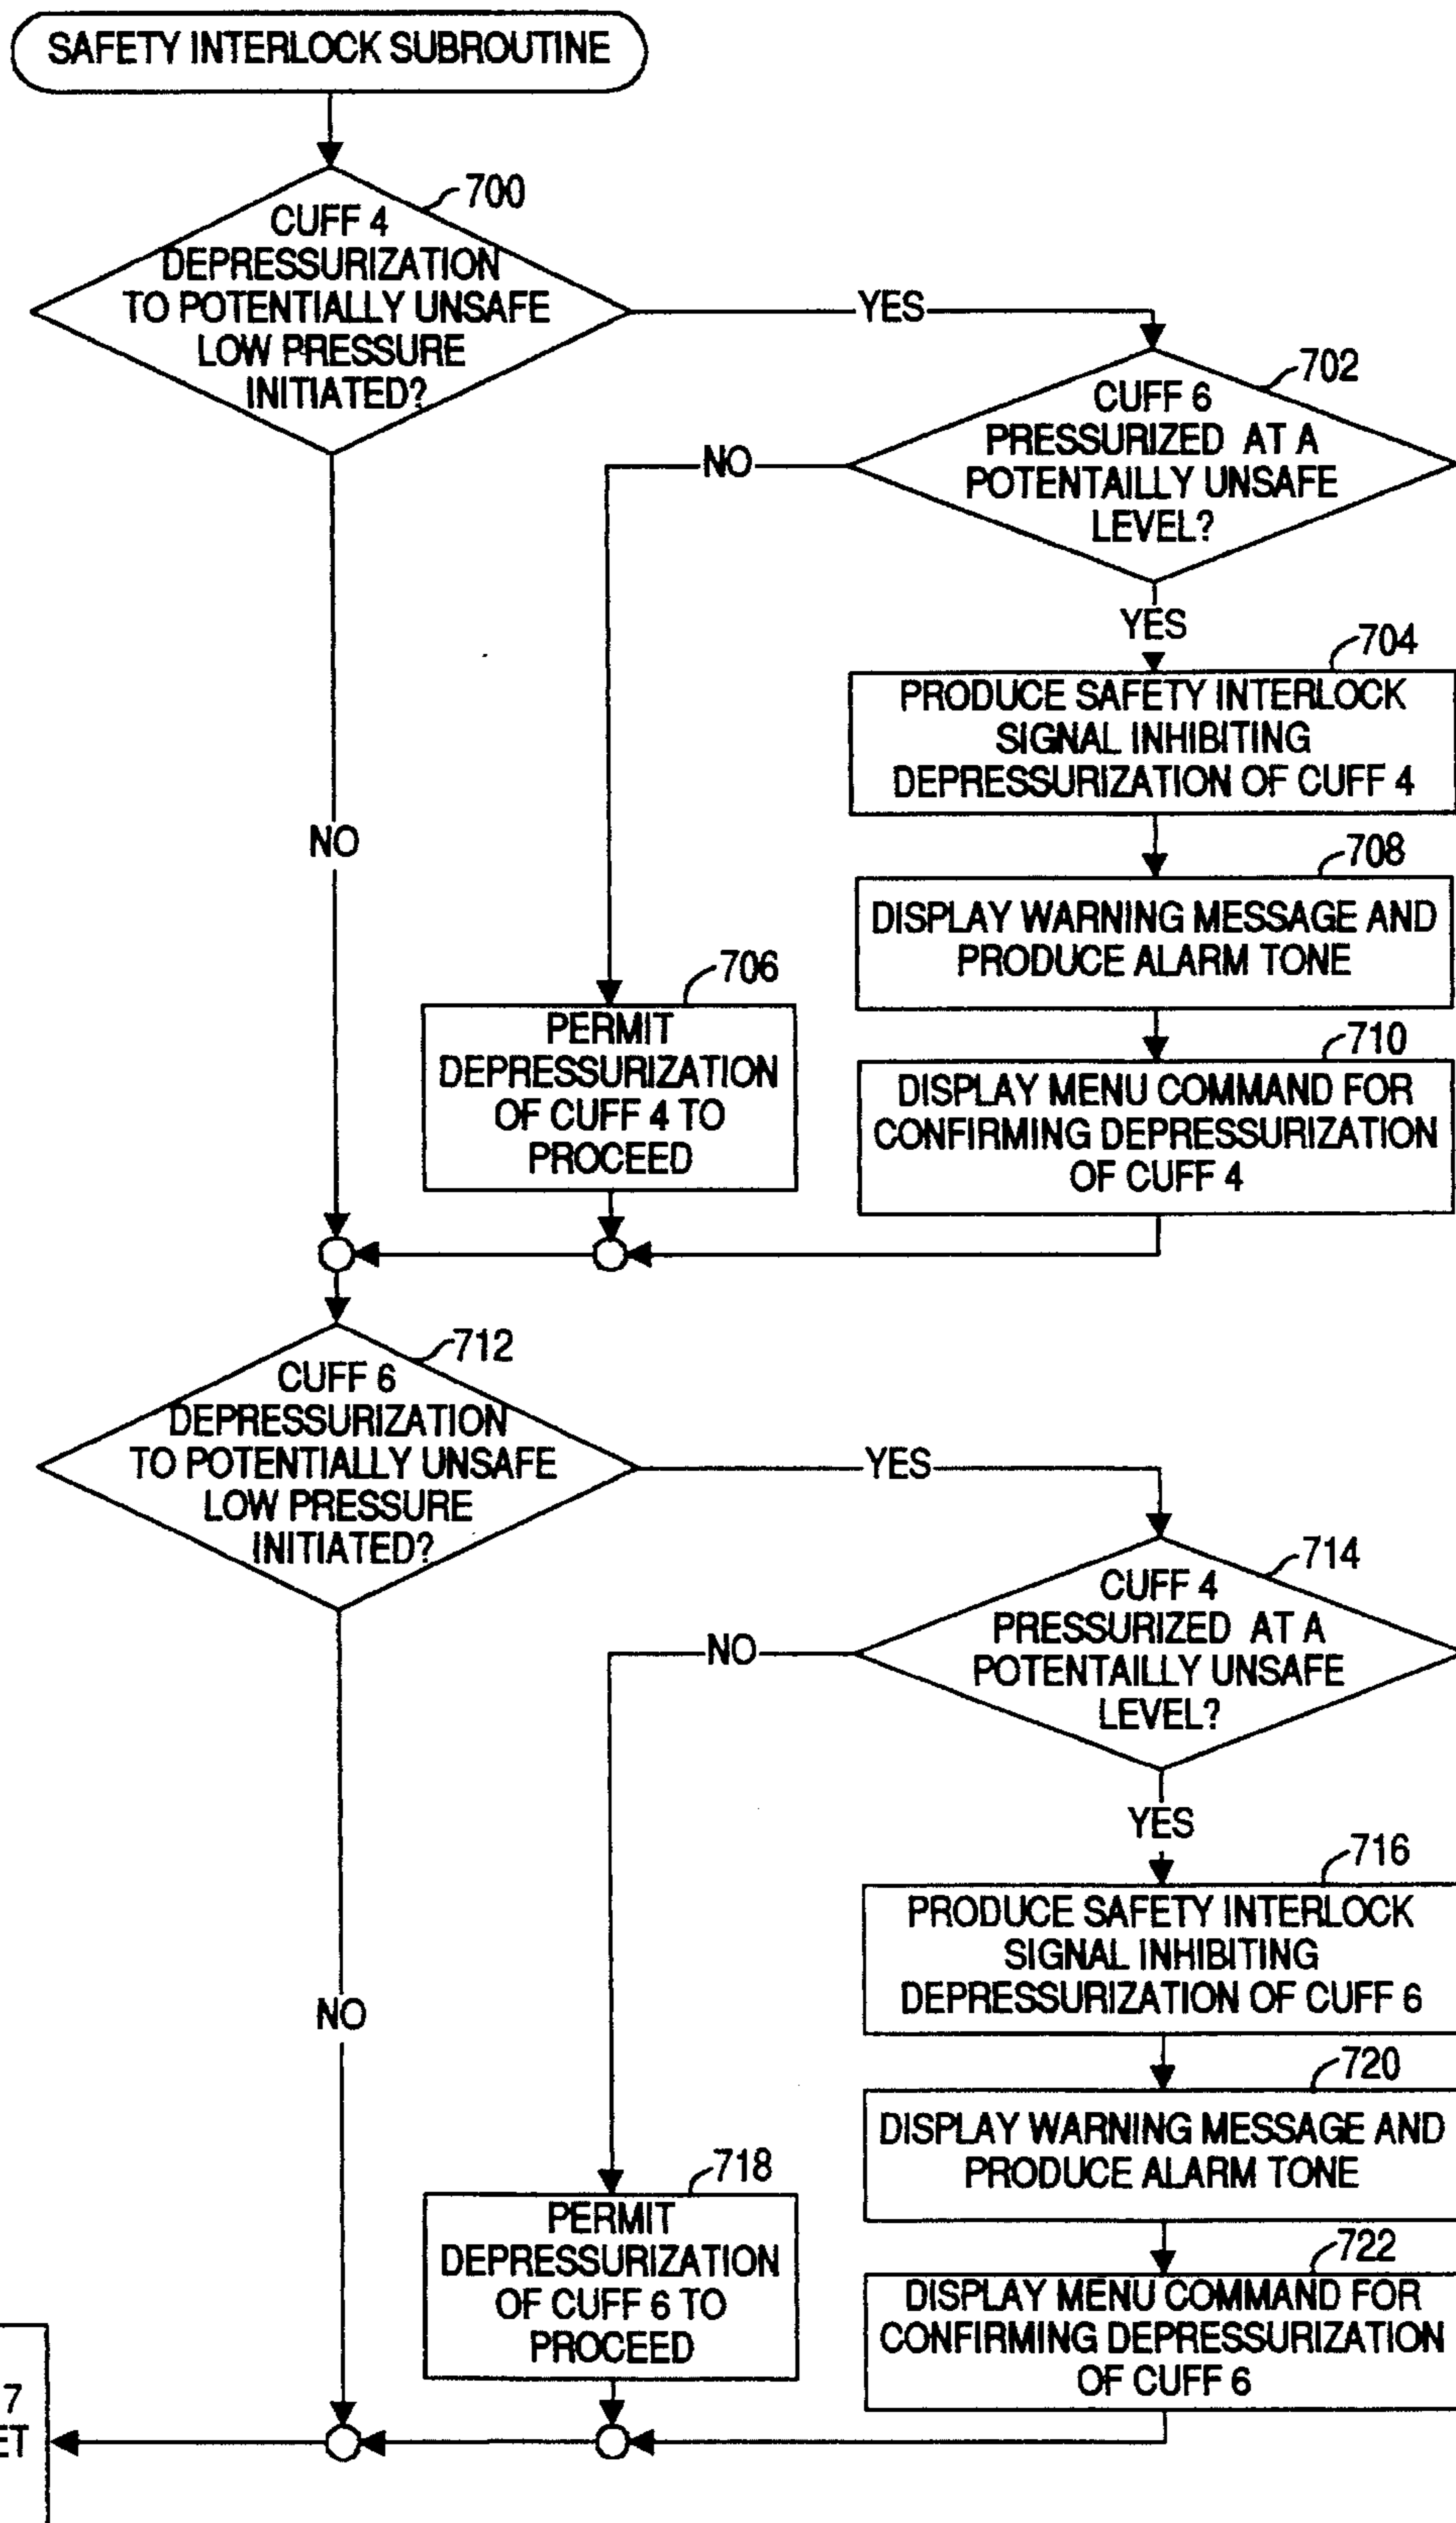 SAFETY INTERLOCK SUBROUTINE
700
CUFF 4
DEPRESSURIZATION
TO POTENTIALLY UNSAFE
LOW PRESSURE
INITIATED?
YES
702
CUFF 6
PRESSURIZED AT A
POTENTAILLY UNSAFE
LEVEL?
NO
YES
704
PRODUCE SAFETY INTERLOCK
SIGNAL INHIBITING
DEPRESSURIZATION OF CUFF 4
NO
708
DISPLAY WARNING MESSAGE AND
PRODUCE ALARM TONE
706
PERMIT
DEPRESSURIZATION
OF CUFF 4 TO
PROCEED
710
DISPLAY MENU COMMAND FOR
CONFIRMING DEPRESSURIZATION
OF CUFF 4
712
CUFF 6
DEPRESSURIZATION
TO POTENTIALLY UNSAFE
LOW PRESSURE
INITIATED?
YES
714
CUFF 4
PRESSURIZED AT A
POTENTAILLY UNSAFE
LEVEL?
NO
YES
716
PRODUCE SAFETY INTERLOCK
SIGNAL INHIBITING
DEPRESSURIZATION OF CUFF 6
NO
720
DISPLAY WARNING MESSAGE AND
PRODUCE ALARM TONE
718
PERMIT
DEPRESSURIZATION
OF CUFF 6 TO
PROCEED
722
DISPLAY MENU COMMAND FOR
CONFIRMING DEPRESSURIZATION
OF CUFF 6
7
ET